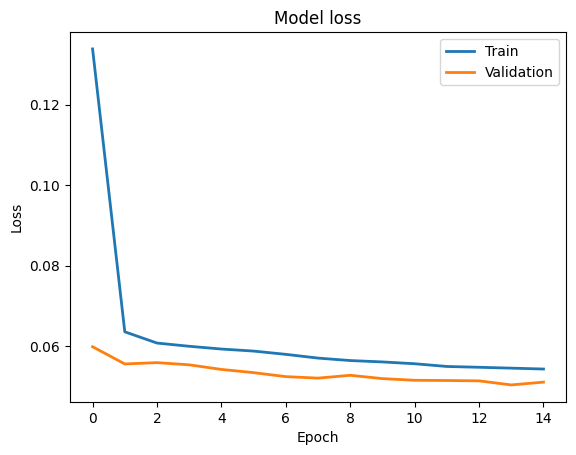 Model loss
Train
Validation
0.12
0.10
0.08
0.06
Loss
0 2 4 6 8 10 12 14
Epoch